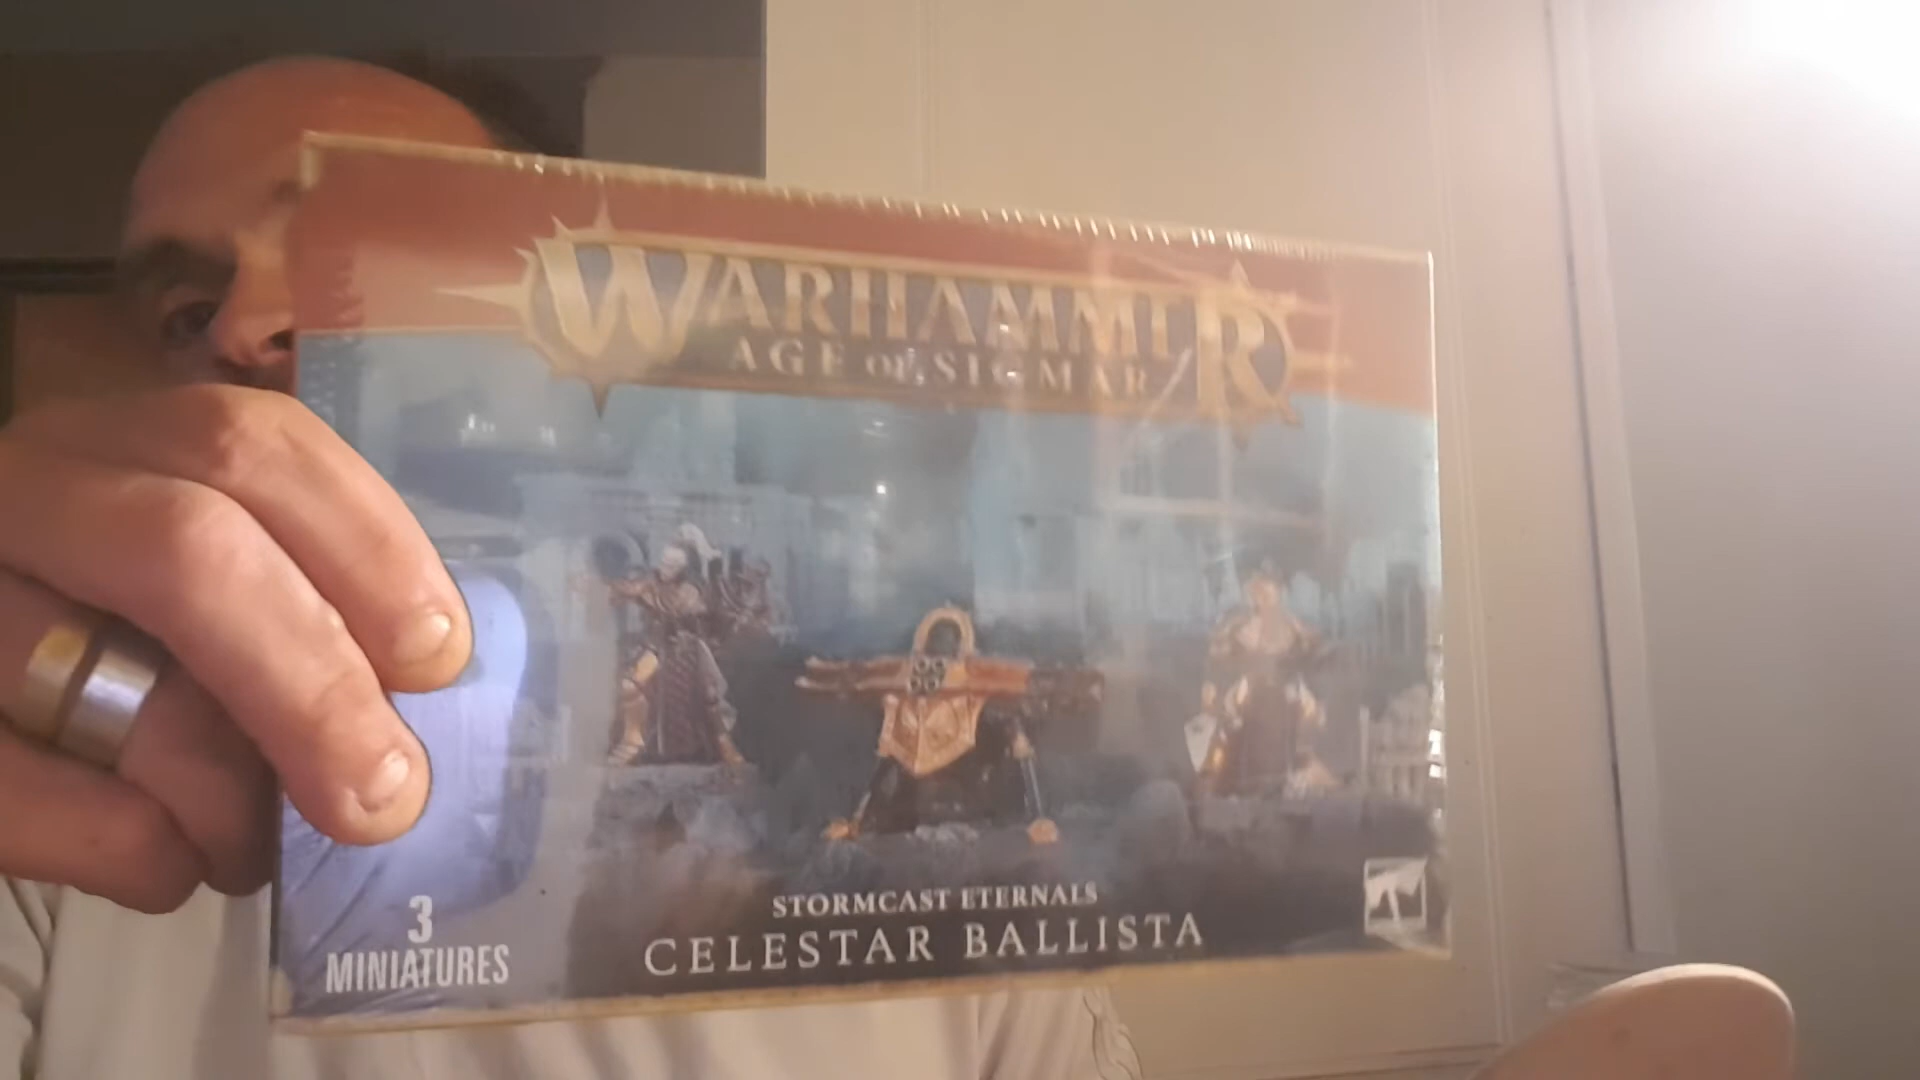 WARHAMMER
AGE OF SIGMAR
3
MINIATURES
STORMCAST ETERNALS
CELESTAR BALLISTA